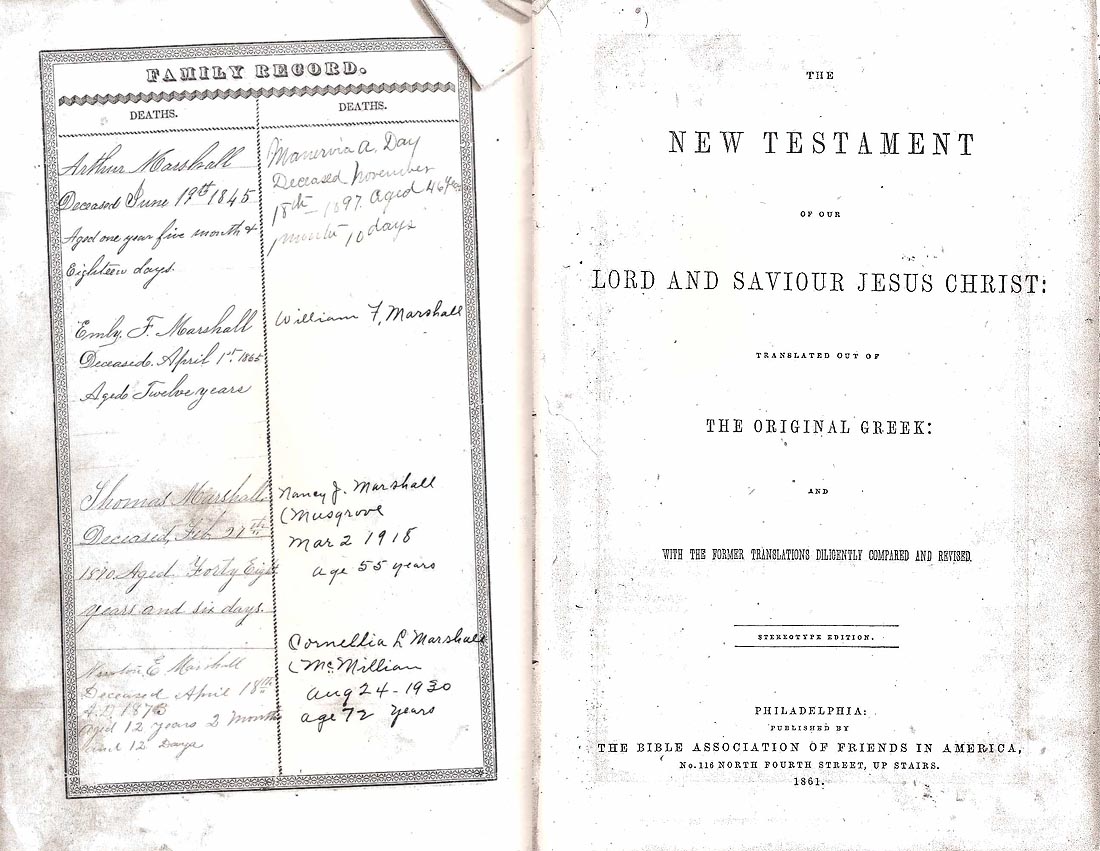 FAMILY RECORD.
DEATHS.
Arthur Marshall
Deceased June 19th 1845
Aged one year five month &
Eighteen days.
Emly. F. Marshall
Deceased. April 1st. 1865
Aged Twelve years
Thomas Marshall
Deceased, Feb 27th
1870. Aged. Forty Eight
years and six days.
Newton E Marshall
Deceased April 18th
A.D. 1873
aged 12 years 2 months
and 12 Days
DEATHS.
Manervia A. Day
Deceased November
18th 1897. aged 46
month 10 days
William F. Marshall
Nancy J. Marshall
(Musgrove
Mar 2 1918
age 55 years
Cornellia L Marshall
(McMillian
Aug 24 - 1930
age 72 years
THE
NEW TESTAMENT
OF OUR
LORD AND SAVIOUR JESUS CHRIST:
TRANSLATED OUT OF
THE ORIGINAL GREEK:
AND
WITH THE FORMER TRANSLATIONS DILIGENTLY COMPARED AND REVISED.
STEREOTYPE EDITION.
PHILADELPHIA:
PUBLISHED BY
THE BIBLE ASSOCIATION OF FRIENDS IN AMERICA,
No. 116 NORTH FOURTH STREET, UP STAIRS.
1861.